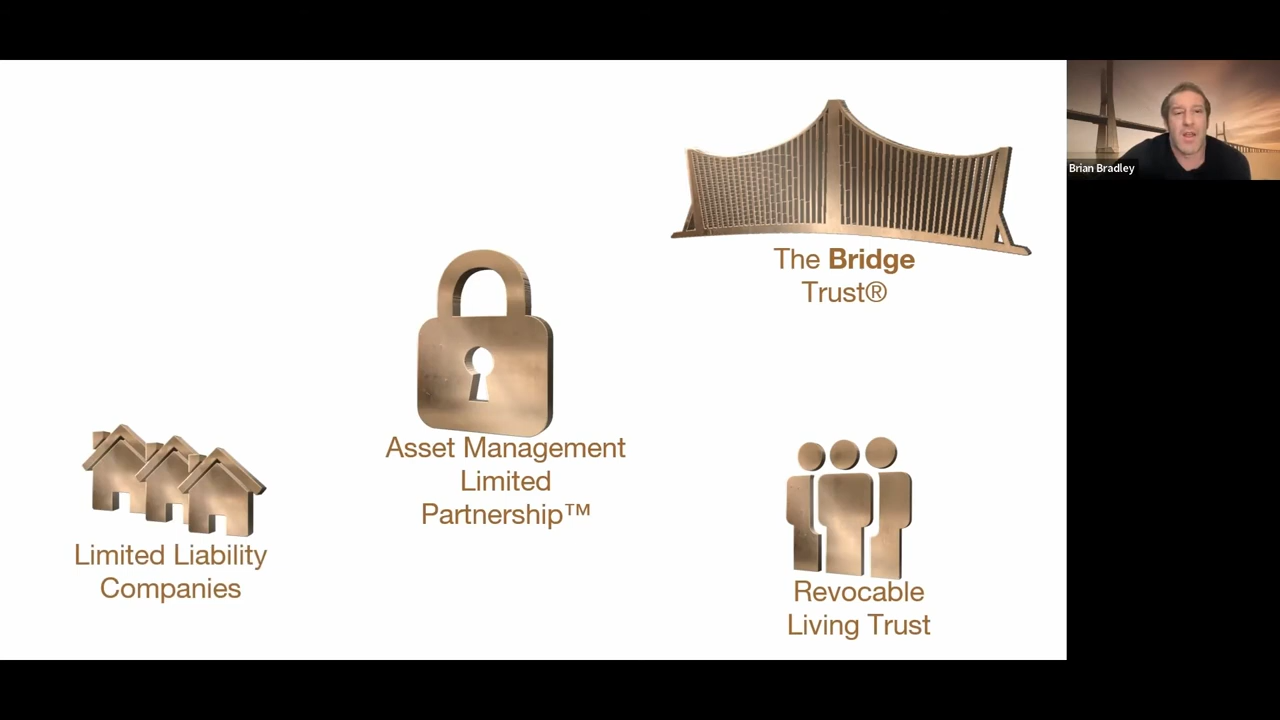 The Bridge
Trust®
Brian Bradley
Asset Management
Limited
Partnership™
Limited Liability
Companies
Revocable
Living Trust